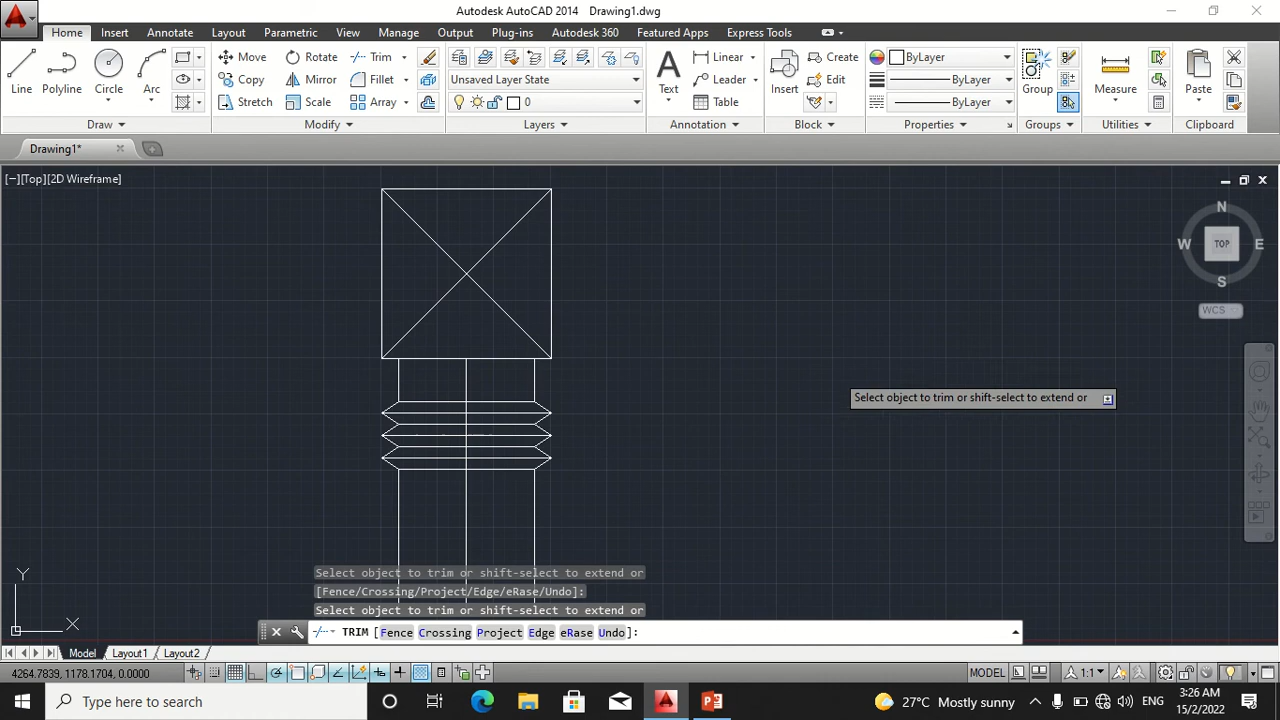 Autodesk AutoCAD 2014 Drawing1.dwg
Home Insert Annotate Layout Parametric View Manage Output Plug-ins Autodesk 360 Featured Apps Express Tools
Line Polyline Circle Arc
Move Rotate Trim
Copy Mirror Fillet
Stretch Scale Array
Unsaved Layer State
0
Text
Linear
Leader
Table
Insert
Create
Edit
ByLayer
ByLayer
ByLayer
Group
Measure
Paste
Draw Modify Layers Annotation Block Properties Groups Utilities Clipboard
Drawing1*
[−][Top][2D Wireframe]
N
W TOP E
S
WCS
Select object to trim or shift-select to extend or
Y
X
Select object to trim or shift-select to extend or
[Fence/Crossing/Project/Edge/eRase/Undo]:
Select object to trim or shift-select to extend or
TRIM [Fence Crossing Project Edge eRase Undo]:
Model Layout1 Layout2
4264.7839, 1178.1704, 0.0000 MODEL 1:1
Type here to search 27°C Mostly sunny ENG 3:26 AM
15/2/2022